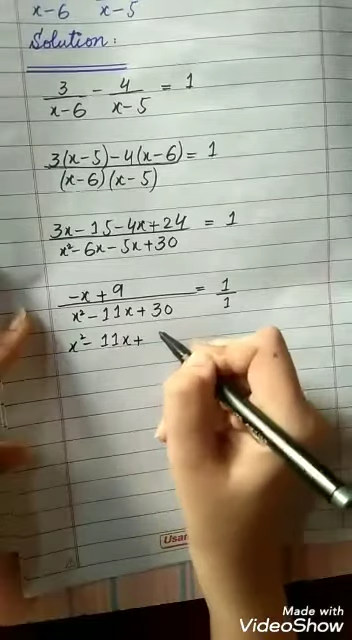 x-6 x-5
Solution:
3/(x-6) - 4/(x-5) = 1
(3(x-5)-4(x-6))/((x-6)(x-5)) = 1
(3x-15-4x+24)/(x²-6x-5x+30) = 1
(-x+9)/(x²-11x+30) = 1/1
x²-11x+
Made with
VideoShow